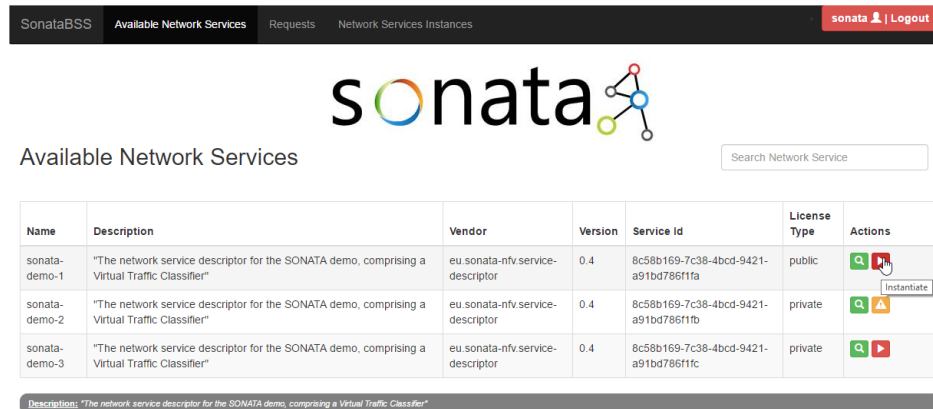 SonataBSS Available Network Services Requests Network Services Instances sonata | Logout
sonata
Available Network Services
Search Network Service
Name Description Vendor Version Service Id License Type Actions
sonata-demo-1 "The network service descriptor for the SONATA demo, comprising a Virtual Traffic Classifier" eu.sonata-nfv.service-descriptor 0.4 8c58b169-7c38-4bcd-9421-a91bd786f1fa public
Instantiate
sonata-demo-2 "The network service descriptor for the SONATA demo, comprising a Virtual Traffic Classifier" eu.sonata-nfv.service-descriptor 0.4 8c58b169-7c38-4bcd-9421-a91bd786f1fb private
sonata-demo-3 "The network service descriptor for the SONATA demo, comprising a Virtual Traffic Classifier" eu.sonata-nfv.service-descriptor 0.4 8c58b169-7c38-4bcd-9421-a91bd786f1fc private
Description: "The network service descriptor for the SONATA demo, comprising a Virtual Traffic Classifier"